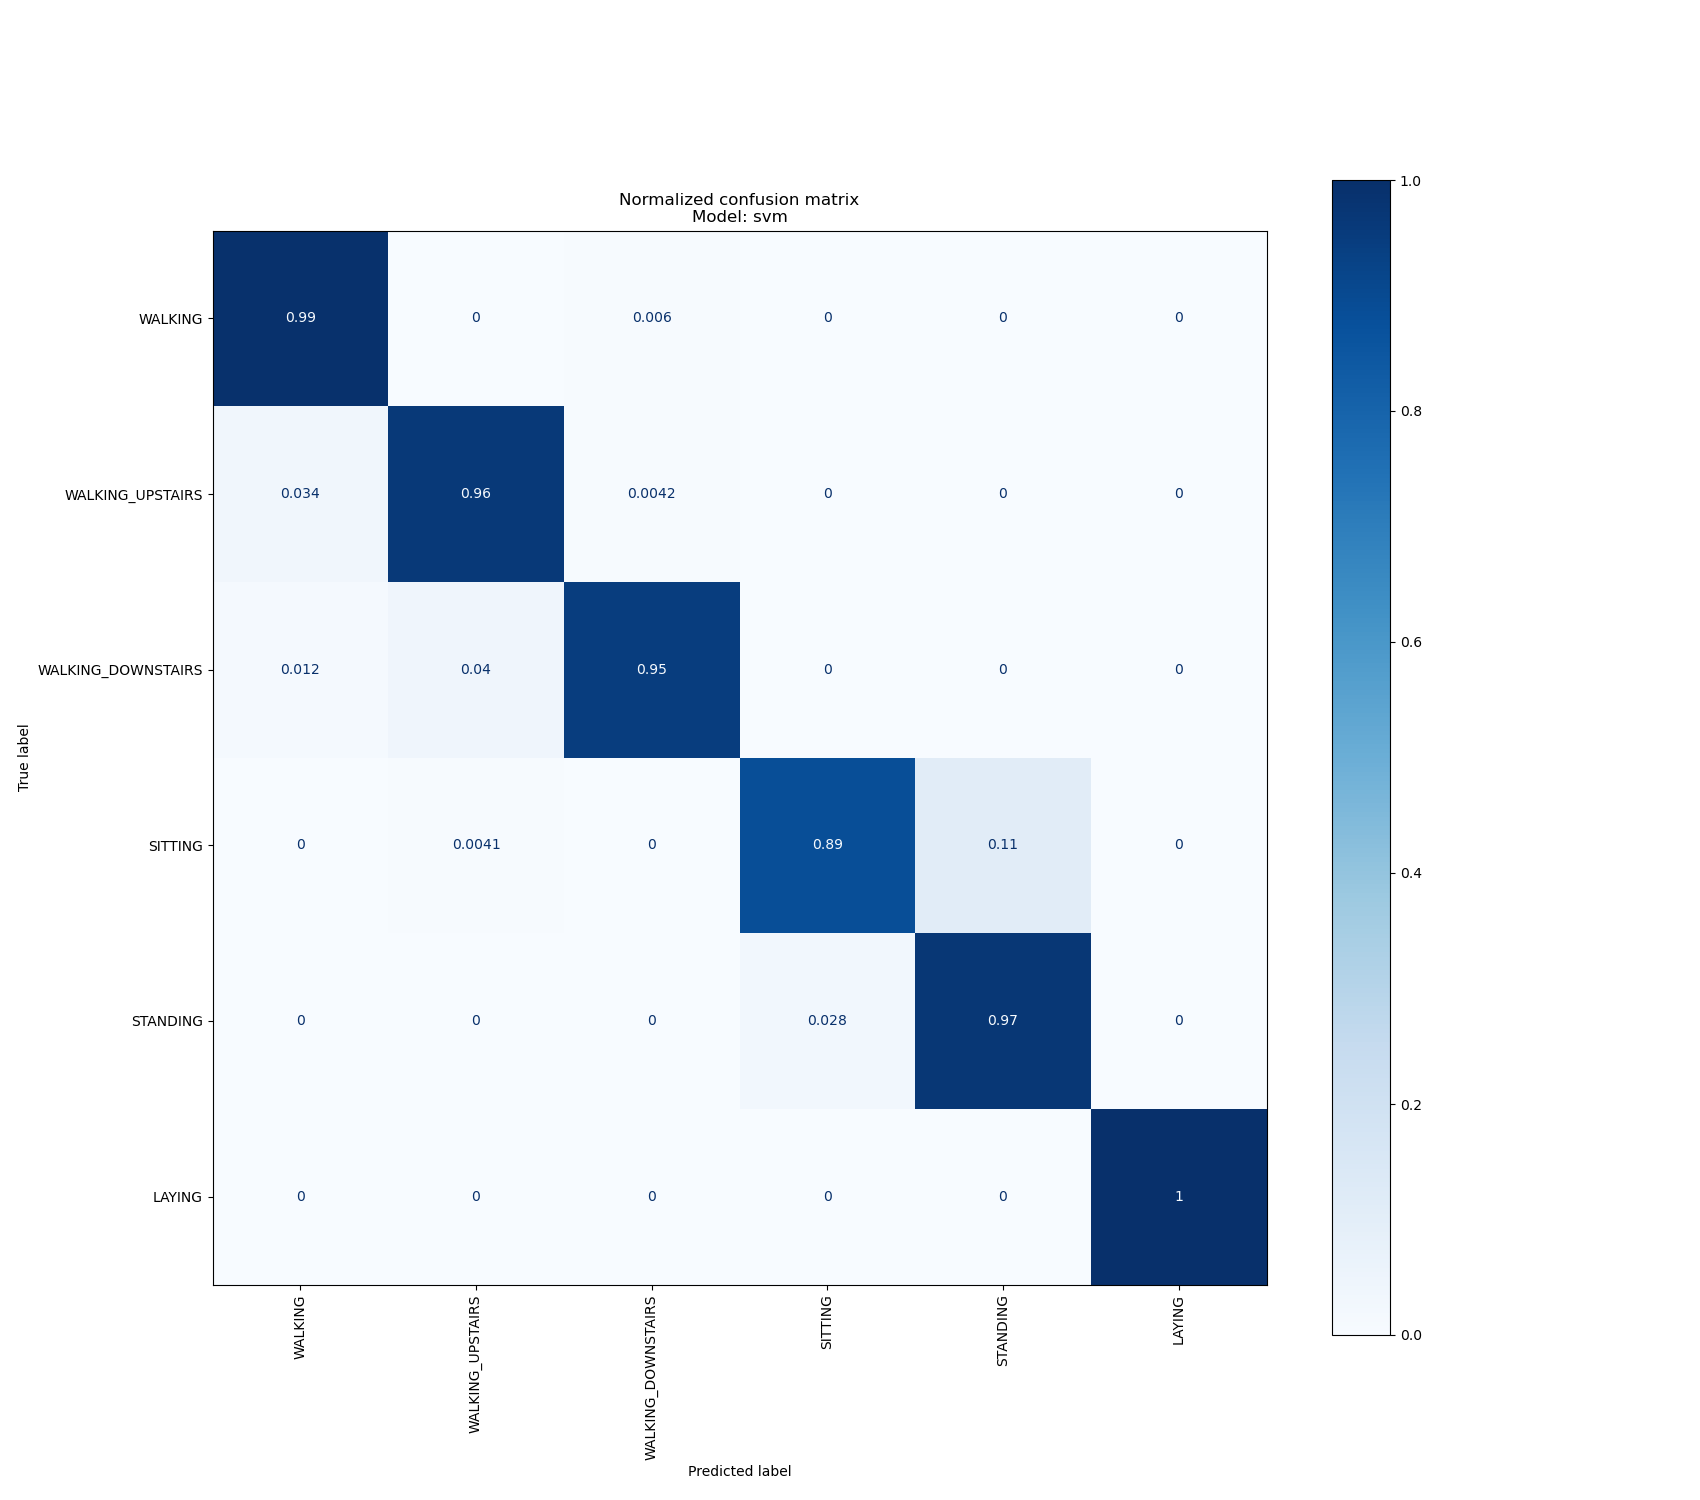 Normalized confusion matrix
Model: svm
1.0
WALKING 0.99 0 0.006 0 0 0
0.8
WALKING_UPSTAIRS 0.034 0.96 0.0042 0 0 0
0.6
WALKING_DOWNSTAIRS 0.012 0.04 0.95 0 0 0
True label
SITTING 0 0.0041 0 0.89 0.11 0
0.4
STANDING 0 0 0 0.028 0.97 0
0.2
LAYING 0 0 0 0 0 1
0.0
WALKING
WALKING_UPSTAIRS
WALKING_DOWNSTAIRS
SITTING
STANDING
LAYING
Predicted label